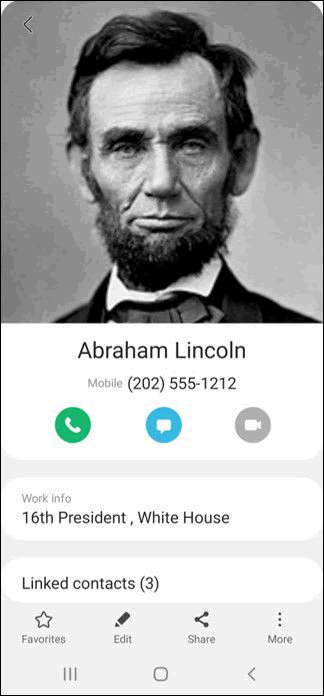 Abraham Lincoln
Mobile (202) 555-1212
Work info
16th President , White House
Linked contacts (3)
Favorites Edit Share More